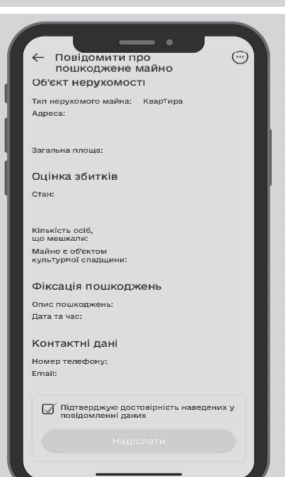 ← Повідомити про
пошкоджене майно
Об'єкт нерухомості
Тип нерухомого майна: Квартира
Адреса:
Загальна площа:
Оцінка збитків
Стан:
Кількість осіб,
що мешкали:
Майно є об'єктом
культурної спадщини:
Фіксація пошкоджень
Опис пошкоджень:
Дата та час:
Контактні дані
Номер телефону:
Email:
Підтверджую достовірність наведених у
повідомленні даних
Надіслати